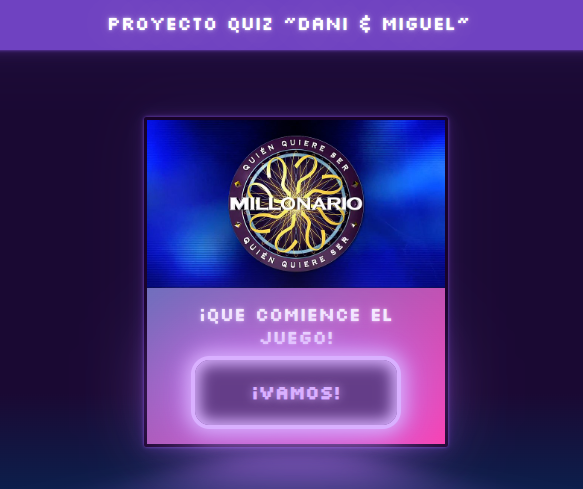 PROYECTO QUIZ "DANI & MIGUEL"
QUIÉN QUIERE SER
MILLONARIO
QUIÉN QUIERE SER
¡QUE COMIENCE EL
JUEGO!
¡VAMOS!